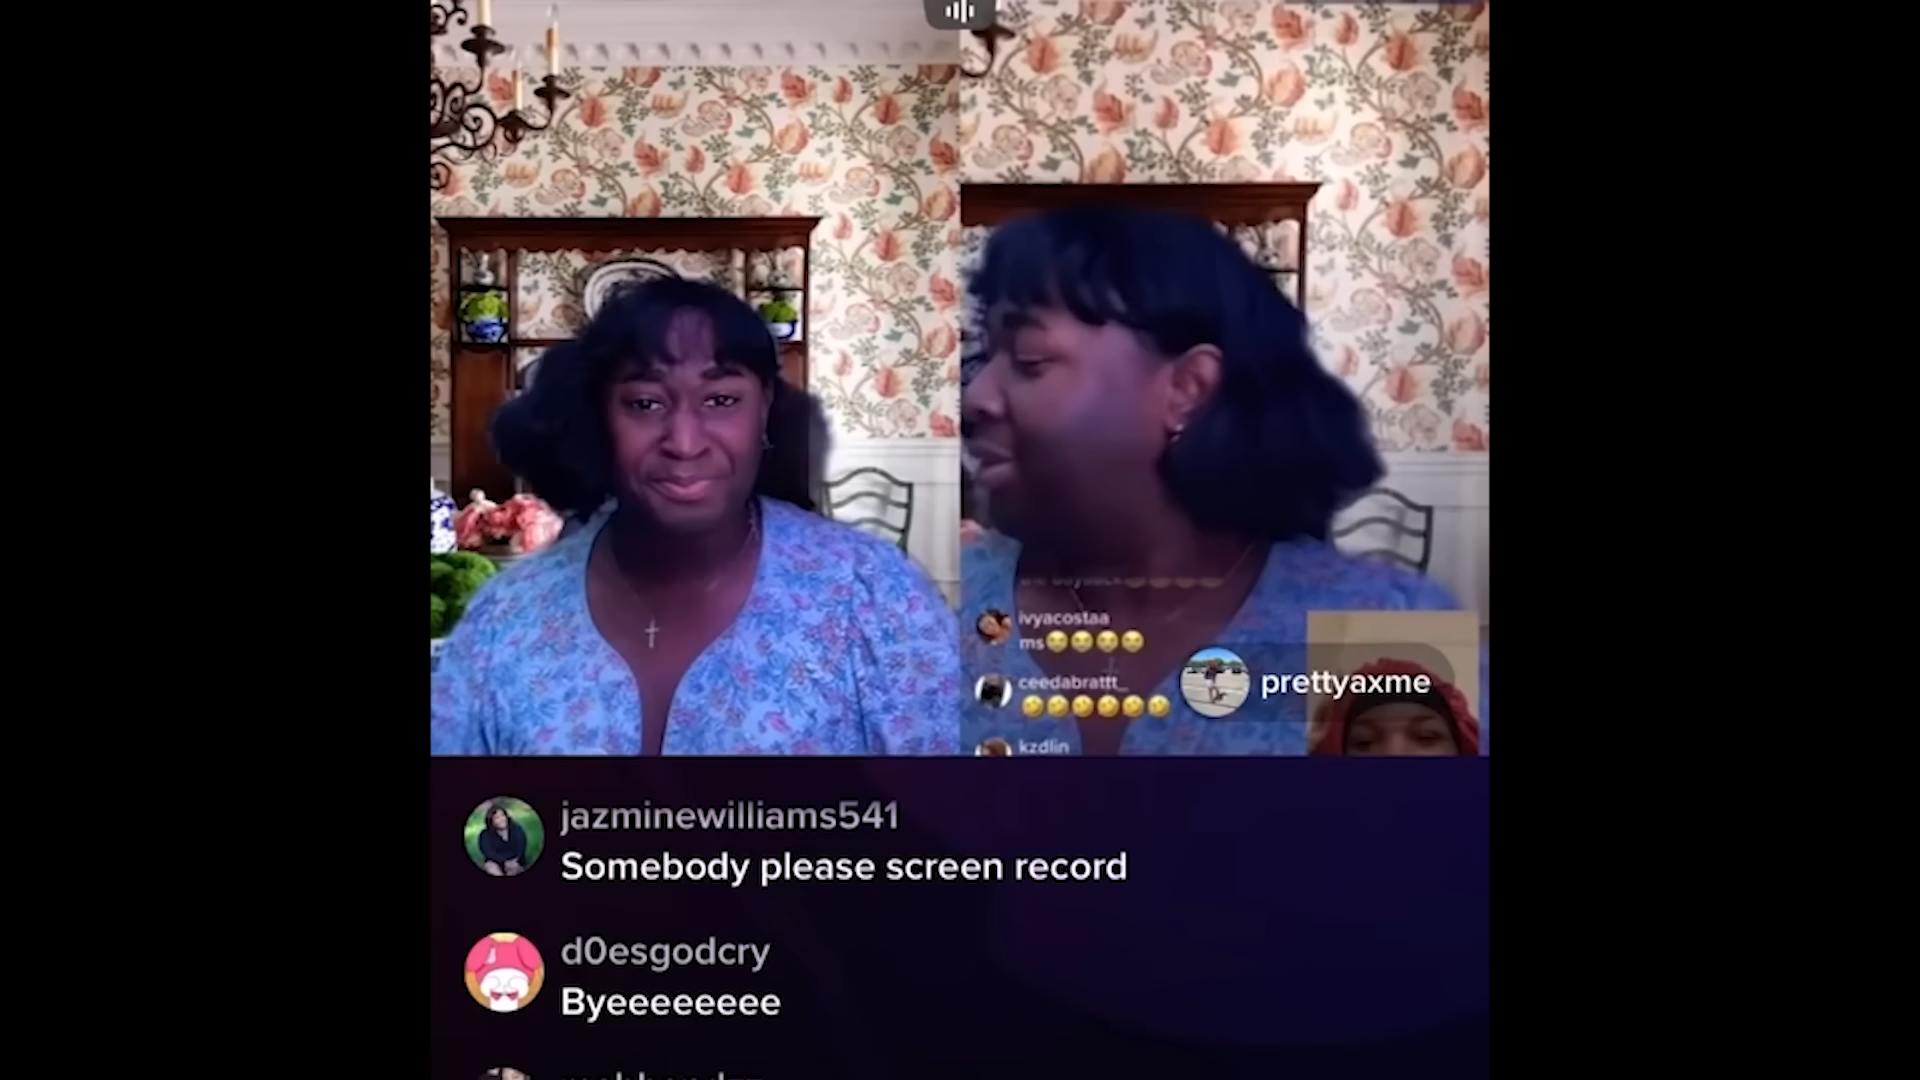 ivyacostaa
ms😭😭😭😭
ceedabrattt_
🤣🤣🤣🤣🤣🤣
prettyaxme
kzdlin
jazminewilliams541
Somebody please screen record
d0esgodcry
Byeeeeeeee